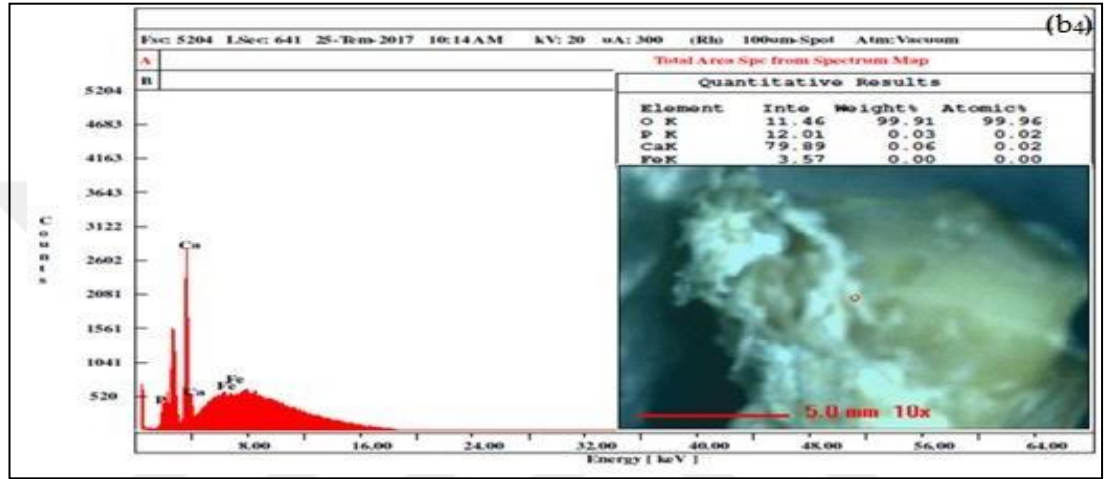 (b4)
Fsc: 5204 LSec: 641 25-Tem-2017 10:14AM kV: 20 uA: 300 (Rh) 100um-Spot Atm:Vacuum
A Total Area Spc from Spectrum Map
B
Quantitative Results
Element Inte Weight% Atomic%
O K 11.46 99.91 99.96
P K 12.01 0.03 0.02
CaK 79.89 0.06 0.02
FeK 3.57 0.00 0.00
5204
4683
4163
3643
3122
2602
2081
1561
1041
520
Counts
Ca
P
Ca
Fe
Fe
5.0 mm 10x
8.00 16.00 24.00 32.00 40.00 48.00 56.00 64.00
Energy [ keV ]